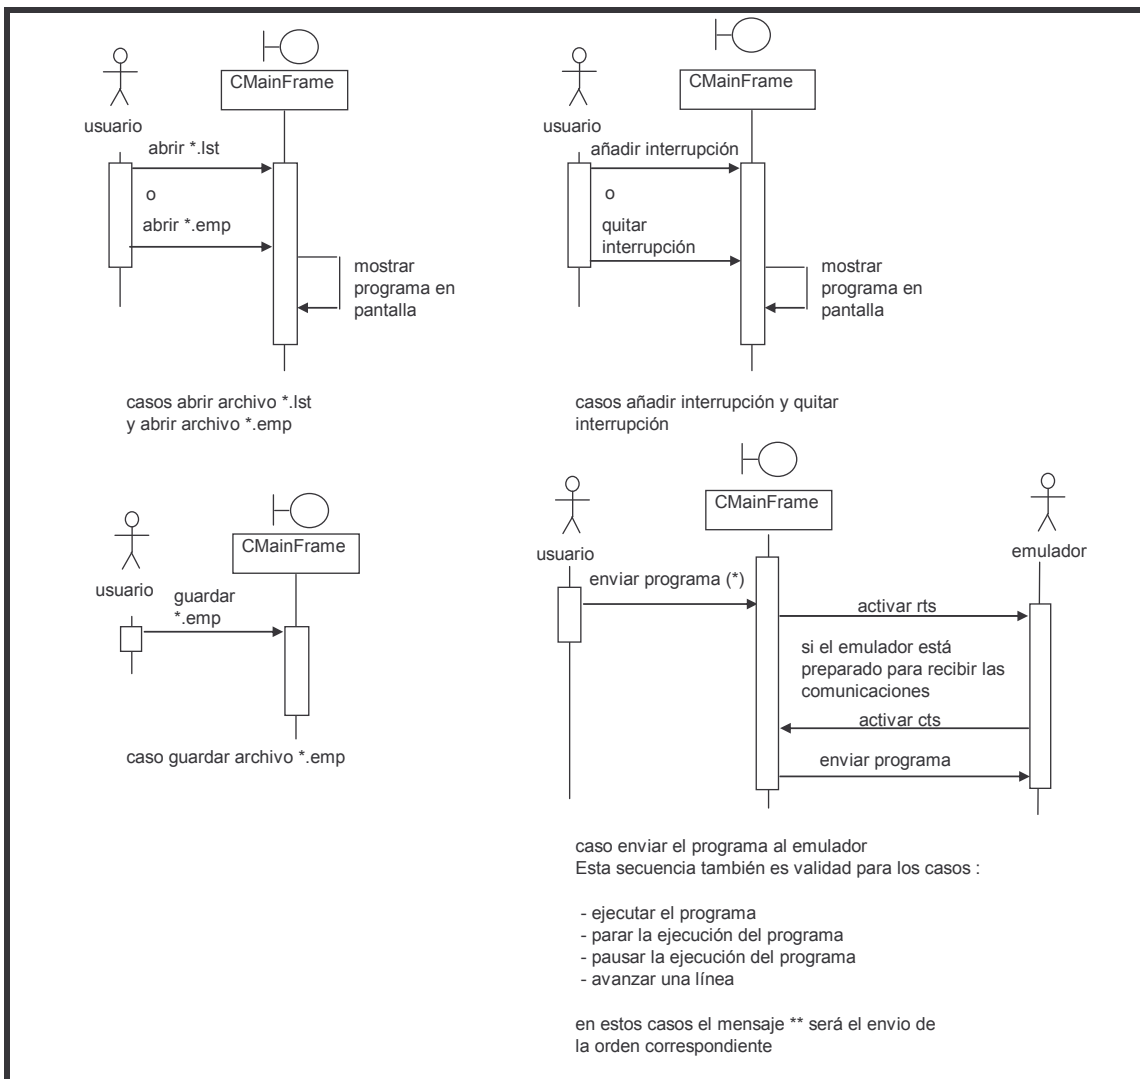 CMainFrame
usuario
abrir *.lst
o
abrir *.emp
mostrar
programa en
pantalla
casos abrir archivo *.lst
y abrir archivo *.emp
CMainFrame
usuario
añadir interrupción
o
quitar
interrupción
mostrar
programa en
pantalla
casos añadir interrupción y quitar
interrupción
CMainFrame
usuario
guardar
*.emp
caso guardar archivo *.emp
CMainFrame
usuario
emulador
enviar programa (*)
activar rts
si el emulador está
preparado para recibir las
comunicaciones
activar cts
enviar programa
caso enviar el programa al emulador
Esta secuencia también es validad para los casos :
- ejecutar el programa
- parar la ejecución del programa
- pausar la ejecución del programa
- avanzar una línea
en estos casos el mensaje ** será el envio de
la orden correspondiente